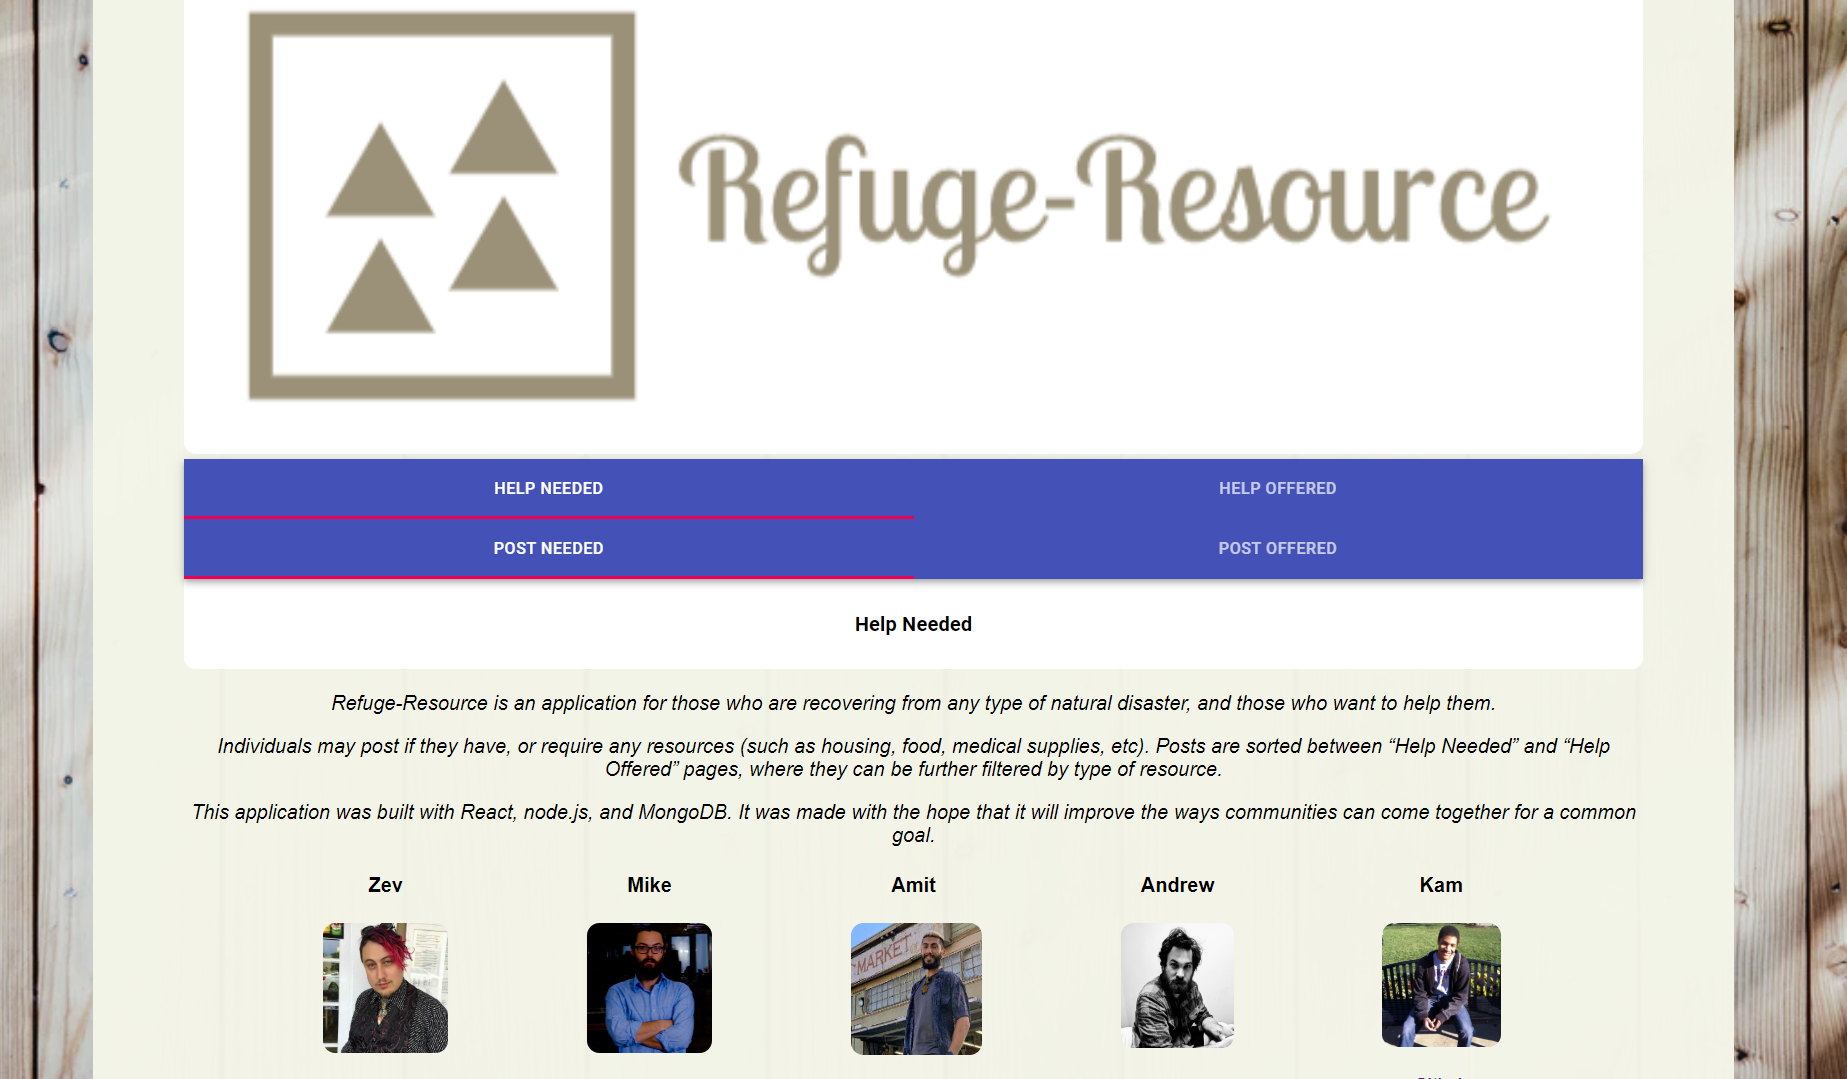 Refuge-Resource
HELP NEEDED
HELP OFFERED
POST NEEDED
POST OFFERED
Help Needed
Refuge-Resource is an application for those who are recovering from any type of natural disaster, and those who want to help them.
Individuals may post if they have, or require any resources (such as housing, food, medical supplies, etc). Posts are sorted between “Help Needed” and “Help
Offered” pages, where they can be further filtered by type of resource.
This application was built with React, node.js, and MongoDB. It was made with the hope that it will improve the ways communities can come together for a common
goal.
Zev
Mike
Amit
Andrew
Kam
MARKET